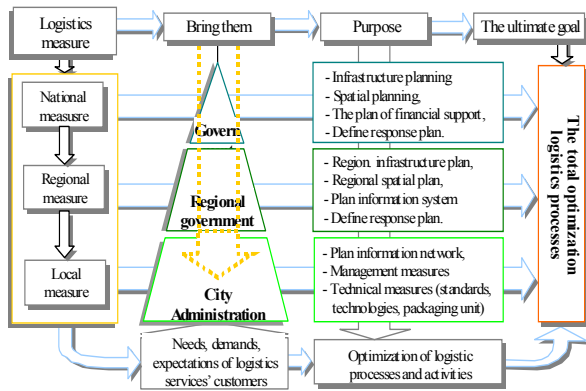 Logistics
measure
Bring them
Purpose
The ultimate goal
National
measure
Regional
measure
Local
measure
Govern
Regional
government
City
Administration
- Infrastructure planning
- Spatial planning,
- The plan of financial support,
- Define response plan.
- Region. infrastructure plan,
- Regional spatial plan,
- Plan information system
- Define response plan.
- Plan information network,
- Management measures
- Technical measures (standards,
technologies, packaging unit)
The total optimization
logistics processes
Needs, demands,
expectations of logistics
services' customers
Optimization of logistic
processes and activities